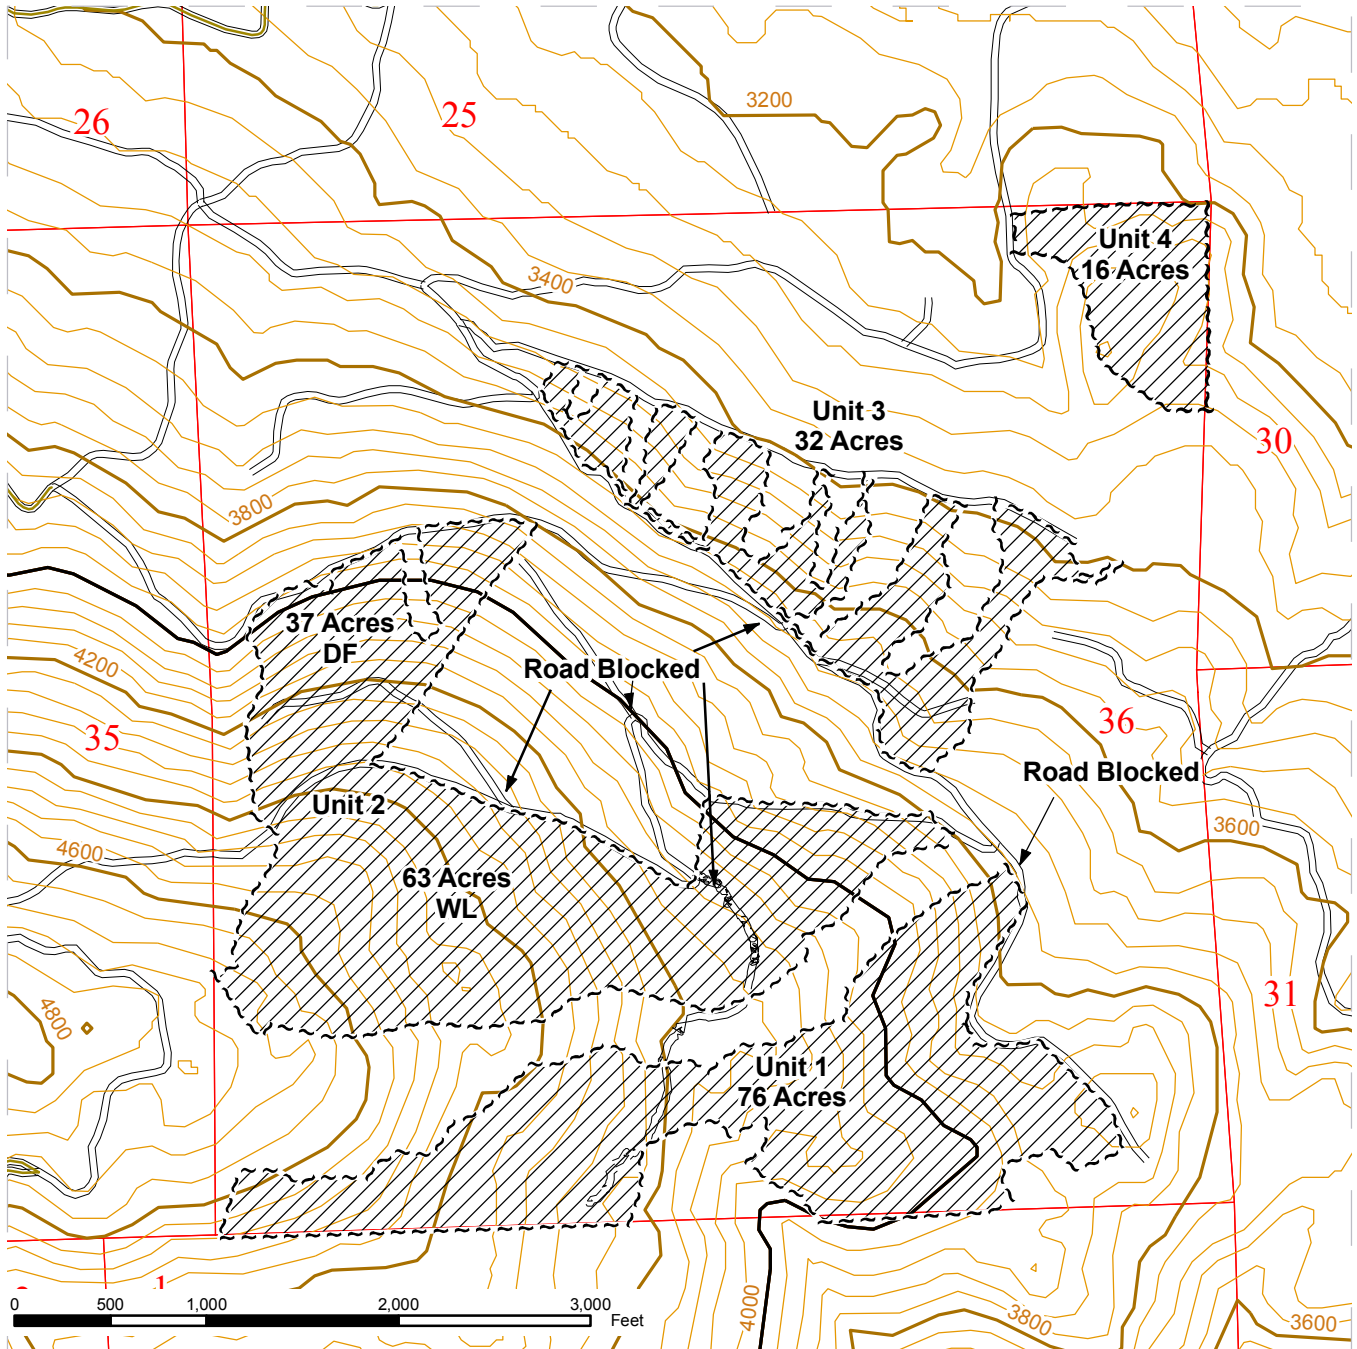 3200
26
25
Unit 4
16 Acres
3400
Unit 3
32 Acres
30
3800
37 Acres
DF
4200
Road Blocked
36
35
Road Blocked
Unit 2
3600
4600
63 Acres
WL
31
4800
Unit 1
76 Acres
1
0 500 1,000 2,000 3,000
Feet
4000
3800
3600